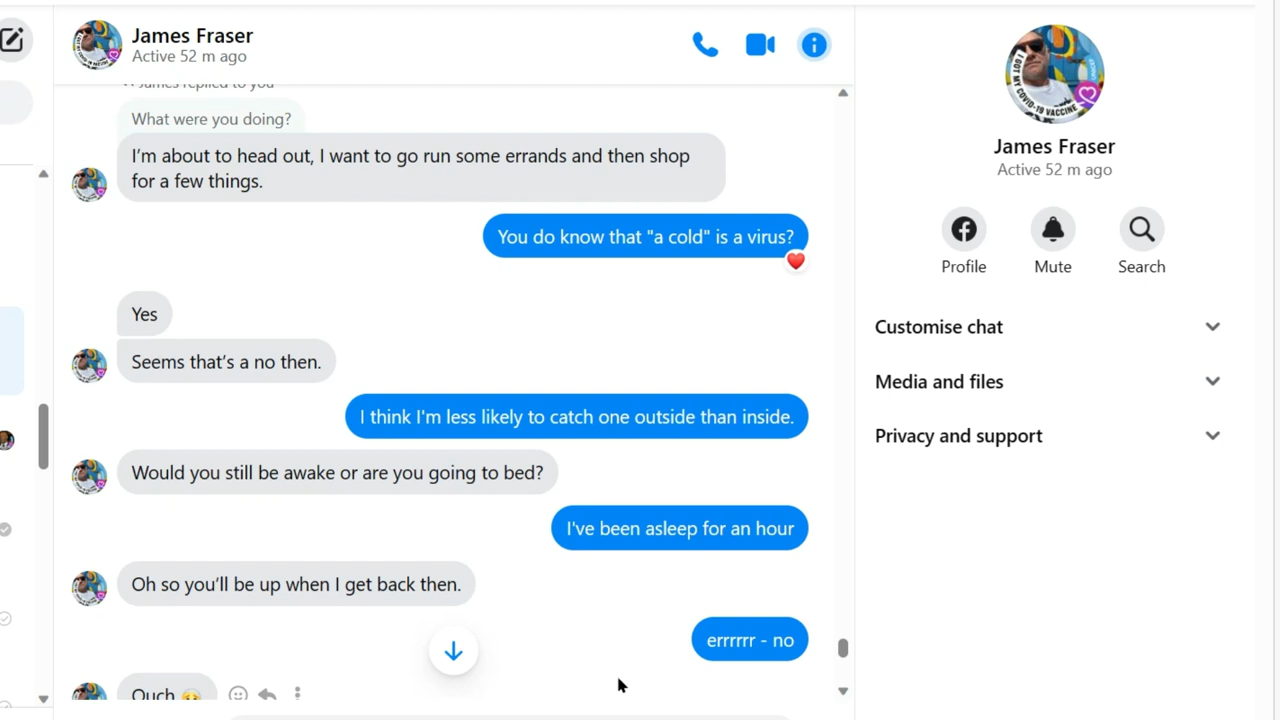 James Fraser
Active 52 m ago
James replied to you
What were you doing?
I'm about to head out, I want to go run some errands and then shop
for a few things.
You do know that "a cold" is a virus?
Yes
Seems that's a no then.
I think I'm less likely to catch one outside than inside.
Would you still be awake or are you going to bed?
I've been asleep for an hour
Oh so you'll be up when I get back then.
errrrrr - no
Ouch
I GOT MY COVID-19 VACCINE
James Fraser
Active 52 m ago
Profile
Mute
Search
Customise chat
Media and files
Privacy and support